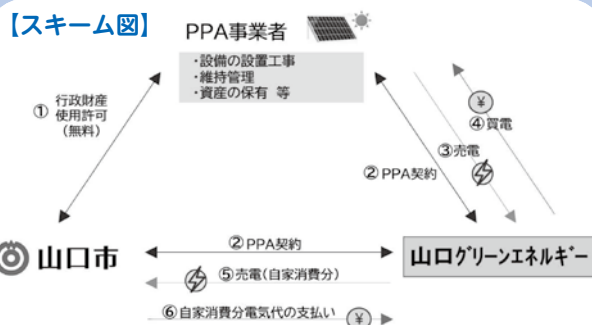 【スキーム図】
PPA事業者
・設備の設置工事
・維持管理
・資産の保有 等
① 行政財産
使用許可
(無料)
¥
④買電
③売電
②PPA契約
山口市
②PPA契約
山口グリーンエネルギー
⑤売電(自家消費分)
⑥自家消費分電気代の支払い ¥